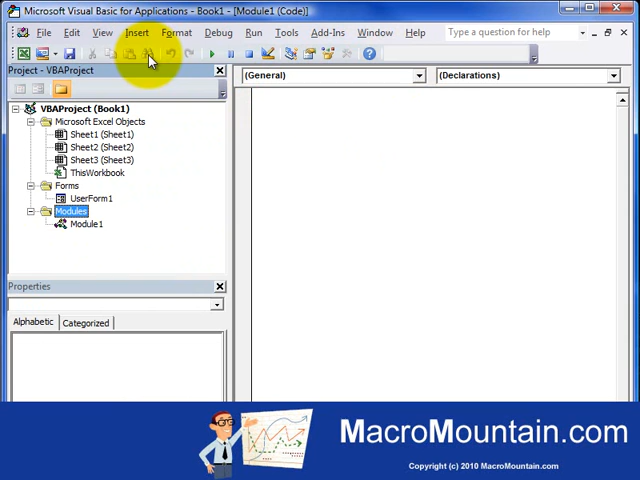 Microsoft Visual Basic for Applications - Book1 - [Module1 (Code)]
File Edit View Insert Format Debug Run Tools Add-Ins Window Help Type a question for help
Project - VBAProject
(General) (Declarations)
VBAProject (Book1)
Microsoft Excel Objects
Sheet1 (Sheet1)
Sheet2 (Sheet2)
Sheet3 (Sheet3)
ThisWorkbook
Forms
UserForm1
Modules
Module1
Properties
Alphabetic Categorized
MacroMountain.com
Copyright (c) 2010 MacroMountain.com